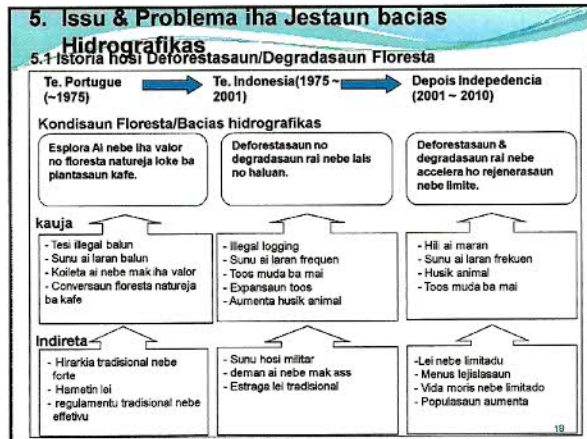 5. Issu & Problema iha Jestaun bacias
Hidrografikas
5.1 Istoria hosi Deforestasaun/Degradasaun Floresta
Te. Portugue
(~1975)
Te. Indonesia(1975 ~
2001)
Depois Indepedencia
(2001 ~ 2010)
Kondisaun Floresta/Bacias hidrografikas
Esplora Ai nebe iha valor
no floresta natureja loke ba
plantasaun kafe.
Deforestasaun no
degradasaun rai nebe lais
no haluan.
Deforestasaun &
degradasaun rai nebe
accelera ho rejenerasaun
nebe limite.
kauja
- Tesi illegal balun
- Sunu ai laran balun
- Koileta ai nebe mak iha valor
- Conversaun floresta natureja
ba kafe
- Illegal logging
- Sunu ai laran frequen
- Toos muda ba mai
- Expansaun toos
- Aumenta husik animal
- Hili ai maran
- Sunu ai laran frekuen
- Husik animal
- Toos muda ba mai
Indireta
- Hirarkia tradisional nebe
forte
- Hametin lei
- regulamentu tradisional nebe
effetivu
- Sunu hosi militar
- deman ai nebe mak ass
- Estraga lei tradisional
-Lei nebe limitadu
- Menus lejislasaun
- Vida moris nebe limitado
- Populasaun aumenta
19